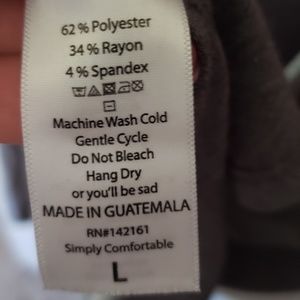 62 % Polyester
34 % Rayon
4 % Spandex
Machine Wash Cold
Gentle Cycle
Do Not Bleach
Hang Dry
or you'll be sad
MADE IN GUATEMALA
RN#142161
Simply Comfortable
L